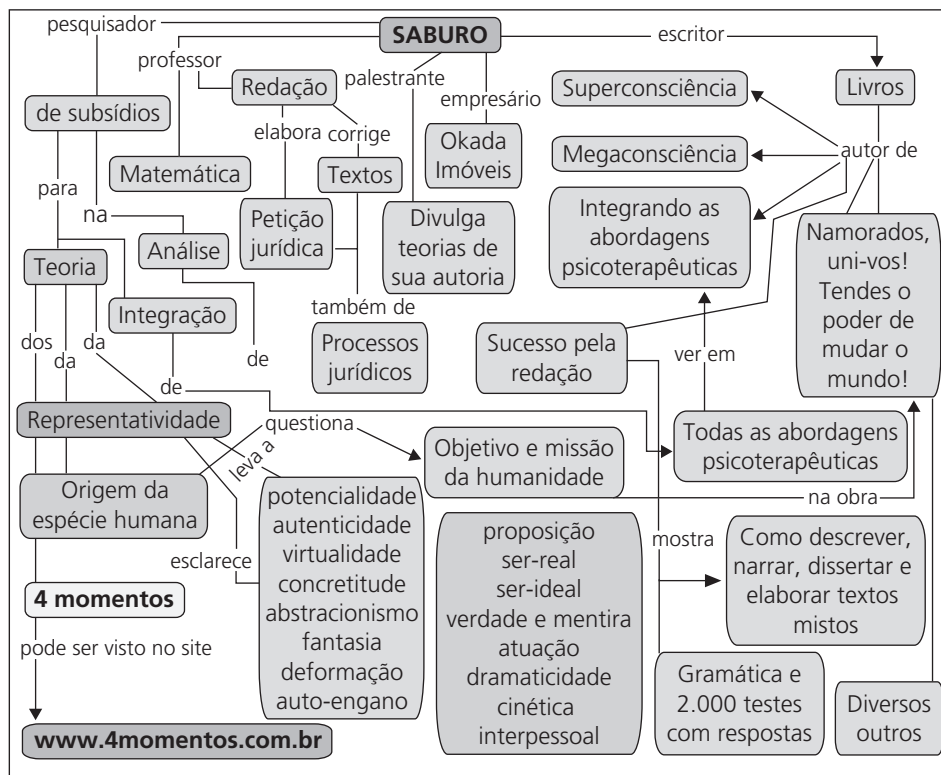 pesquisador
SABURO
escritor
professor
palestrante
empresário
Redação
Superconsciência
Livros
de subsídios
elabora
corrige
Okada
Imóveis
Megaconsciência
autor de
Matemática
Textos
para
na
Petição
jurídica
Divulga
teorias de
sua autoria
Integrando as
abordagens
psicoterapêuticas
Namorados,
uni-vos!
Tendes o
poder de
mudar o
mundo!
Teoria
Análise
Integração
também de
dos
da
da
de
de
Processos
jurídicos
Sucesso pela
redação
ver em
Representatividade
questiona
leva a
Objetivo e missão
da humanidade
Todas as abordagens
psicoterapêuticas
na obra
Origem da
espécie humana
esclarece
potencialidade
autenticidade
virtualidade
concretitude
abstracionismo
fantasia
deformação
auto-engano
proposição
ser-real
ser-ideal
verdade e mentira
atuação
dramaticidade
cinética
interpessoal
mostra
Como descrever,
narrar, dissertar e
elaborar textos
mistos
4 momentos
pode ser visto no site
Gramática e
2.000 testes
com respostas
Diversos
outros
www.4momentos.com.br